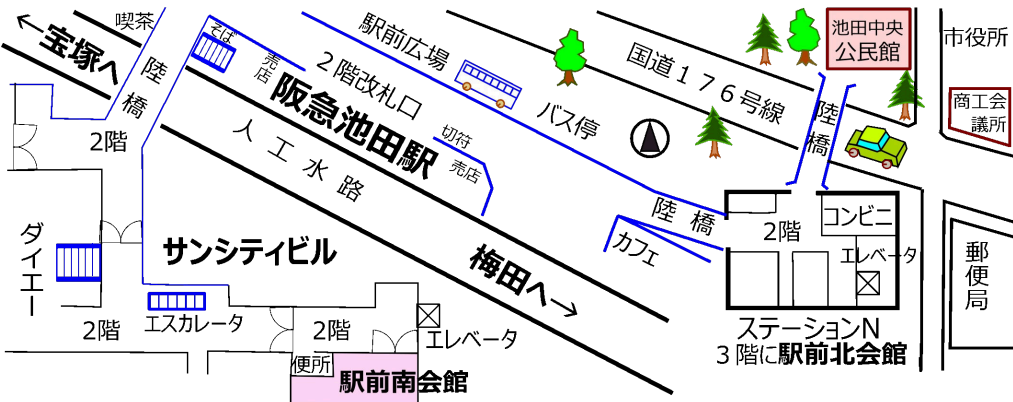 喫茶
←宝塚へ
陸橋
2階
そば
売店
駅前広場
２階改札口
阪急池田駅
切符
売店
人工水路
バス停
国道１７６号線
池田中央
公民館
市役所
商工会
議所
陸橋
陸橋
カフェ
2階
コンビニ
エレベータ
郵便局
ステーションN
３階に駅前北会館
梅田へ→
サンシティビル
ダイエー
2階
エスカレータ
2階
エレベータ
便所
駅前南会館